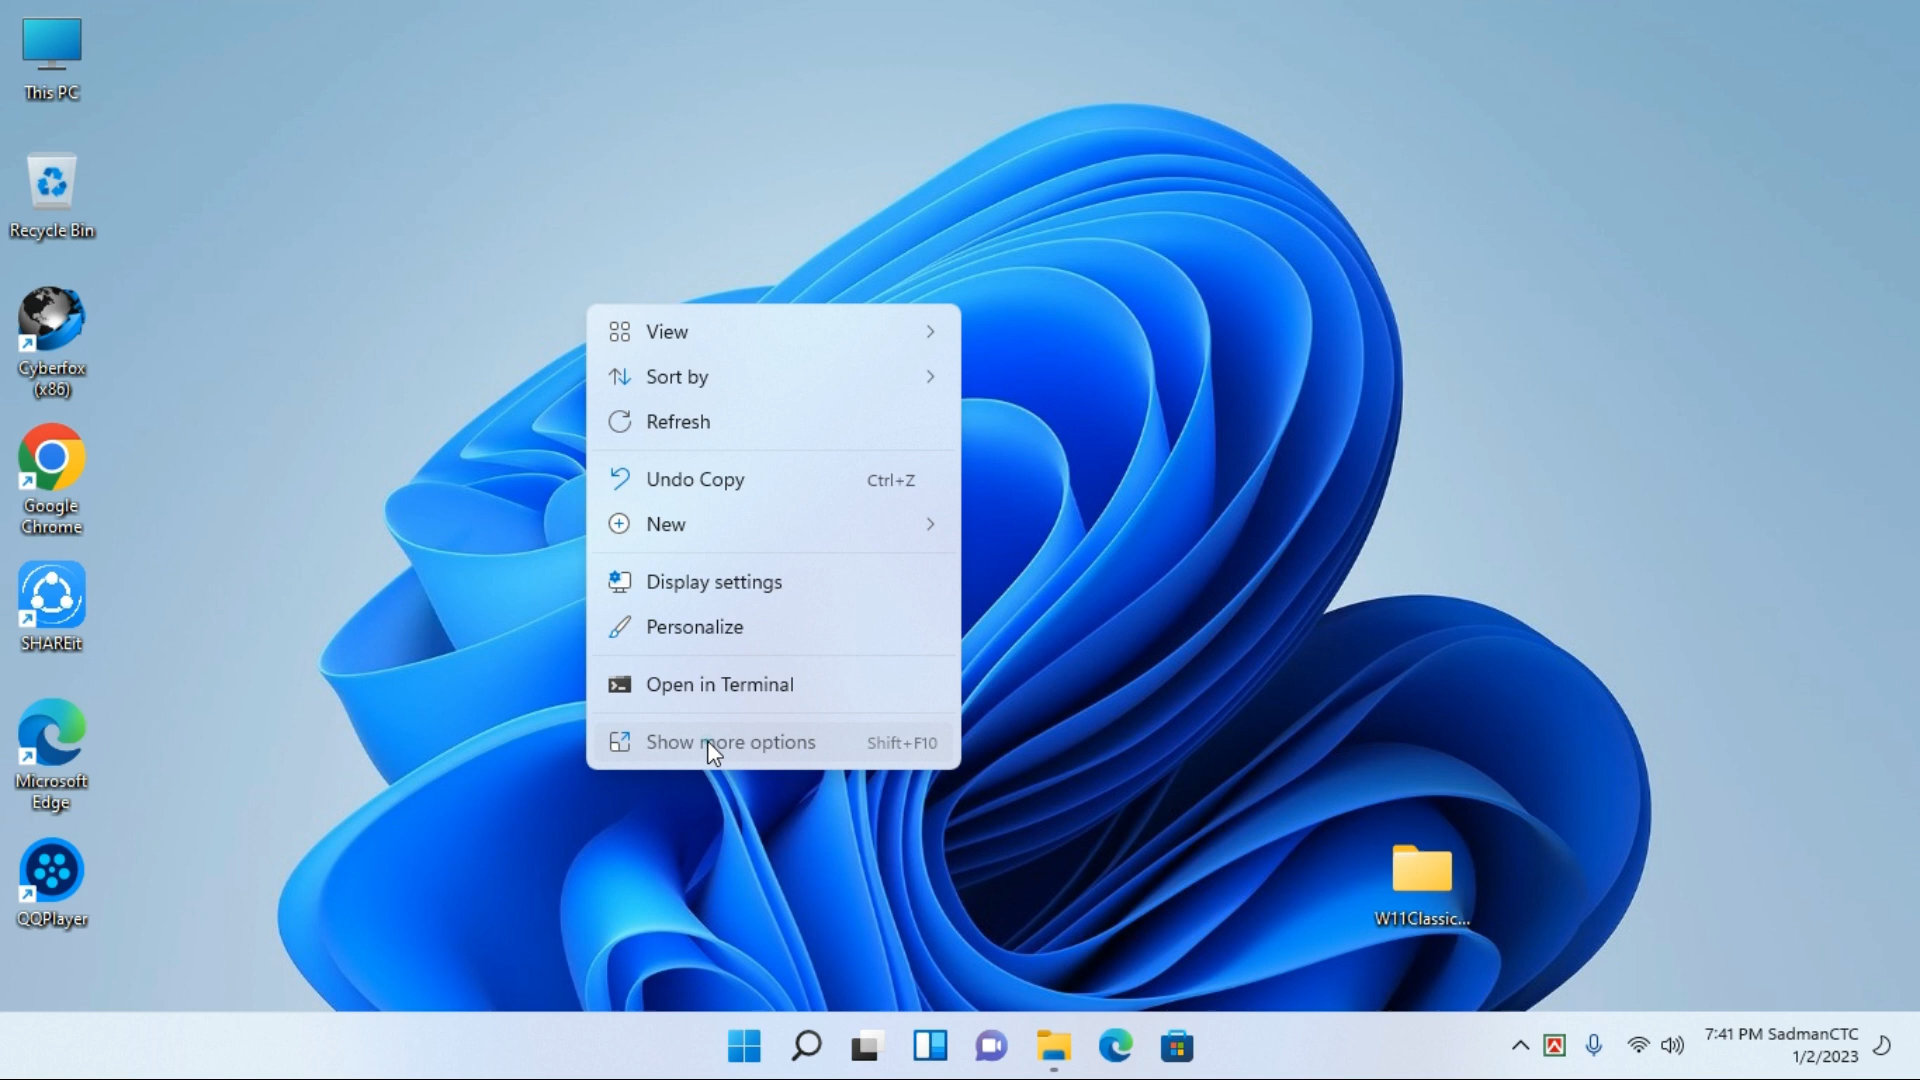 This PC
Recycle Bin
Cyberfox
(x86)
Google
Chrome
SHAREit
Microsoft
Edge
QQPlayer
View
Sort by
Refresh
Undo Copy Ctrl+Z
New
Display settings
Personalize
Open in Terminal
Show more options Shift+F10
W11Classic...
7:41 PM SadmanCTC
1/2/2023